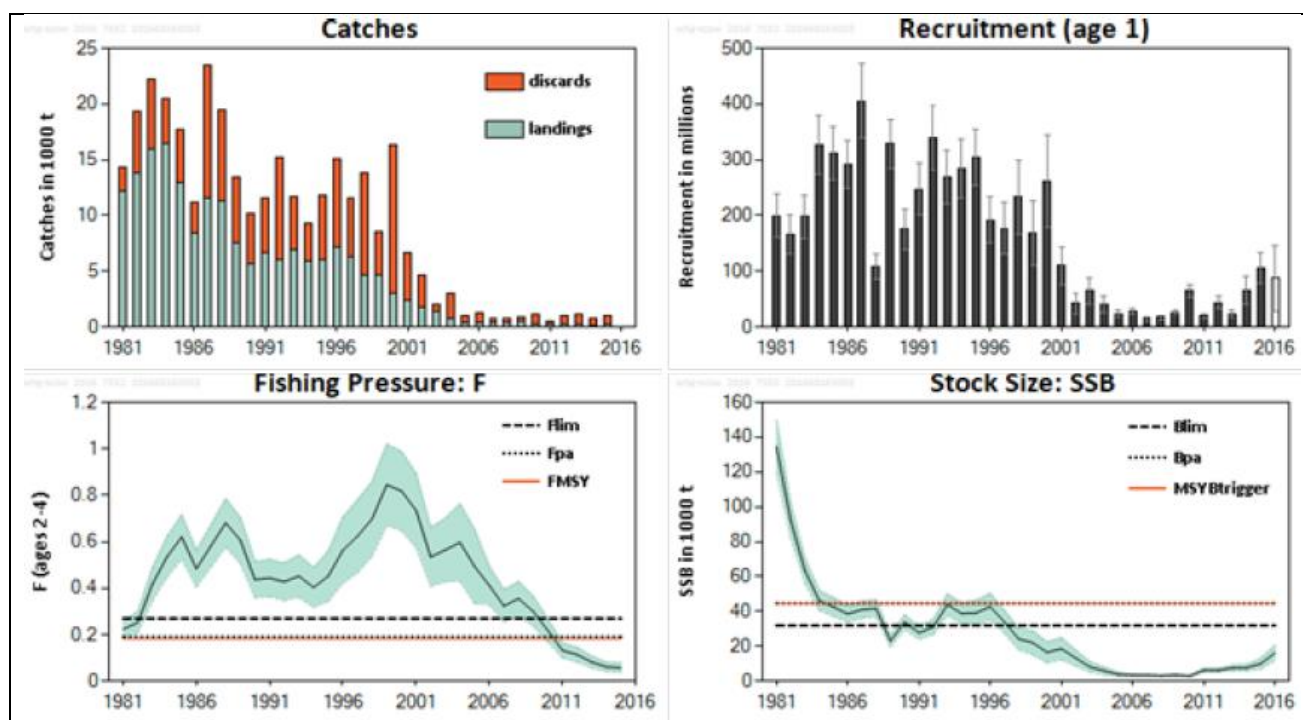 Catches
25
20
15
10
5
0
Catches in 1000 t
discards
landings
1981 1986 1991 1996 2001 2006 2011 2016
Recruitment (age 1)
500
400
300
200
100
0
Recruitment in millions
1981 1986 1991 1996 2001 2006 2011 2016
Fishing Pressure: F
1.2
1
0.8
0.6
0.4
0.2
0
F (ages 2-4)
Flim
Fpa
FMSY
1981 1986 1991 1996 2001 2006 2011 2016
Stock Size: SSB
160
140
120
100
80
60
40
20
0
SSB in 1000 t
Blim
Bpa
MSYBtrigger
1981 1986 1991 1996 2001 2006 2011 2016